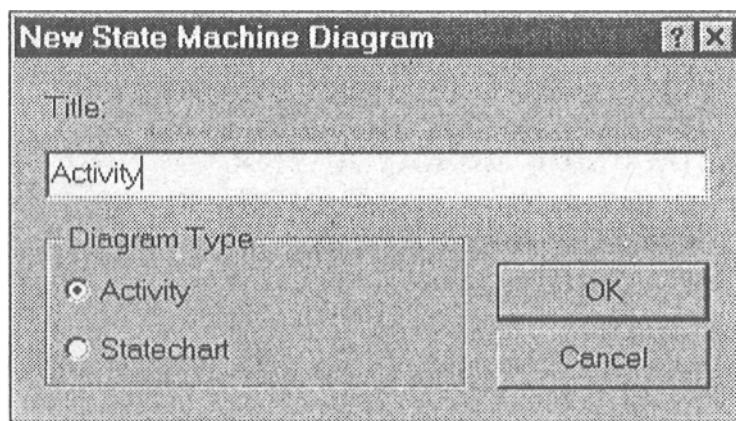 New State Machine Diagram
Title:
Activity
Diagram Type
Activity
Statechart
OK
Cancel